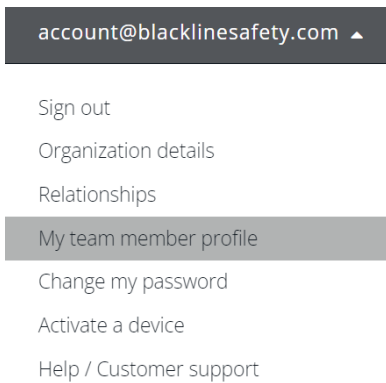 account@blacklinesafety.com
Sign out
Organization details
Relationships
My team member profile
Change my password
Activate a device
Help / Customer support